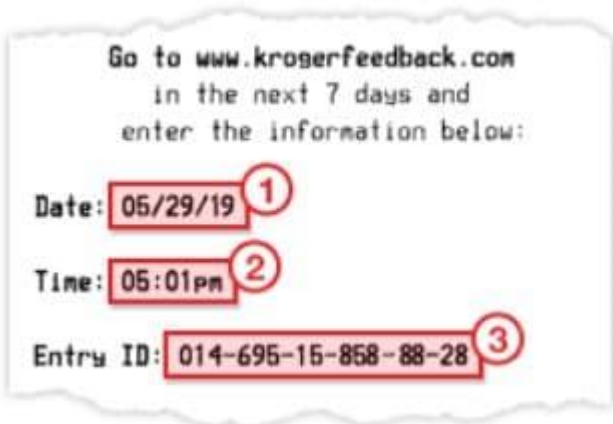 Go to www.krogerfeedback.com
in the next 7 days and
enter the information below:
Date: 05/29/19 1
Time: 05:01pm 2
Entry ID: 014-695-15-858-88-28 3